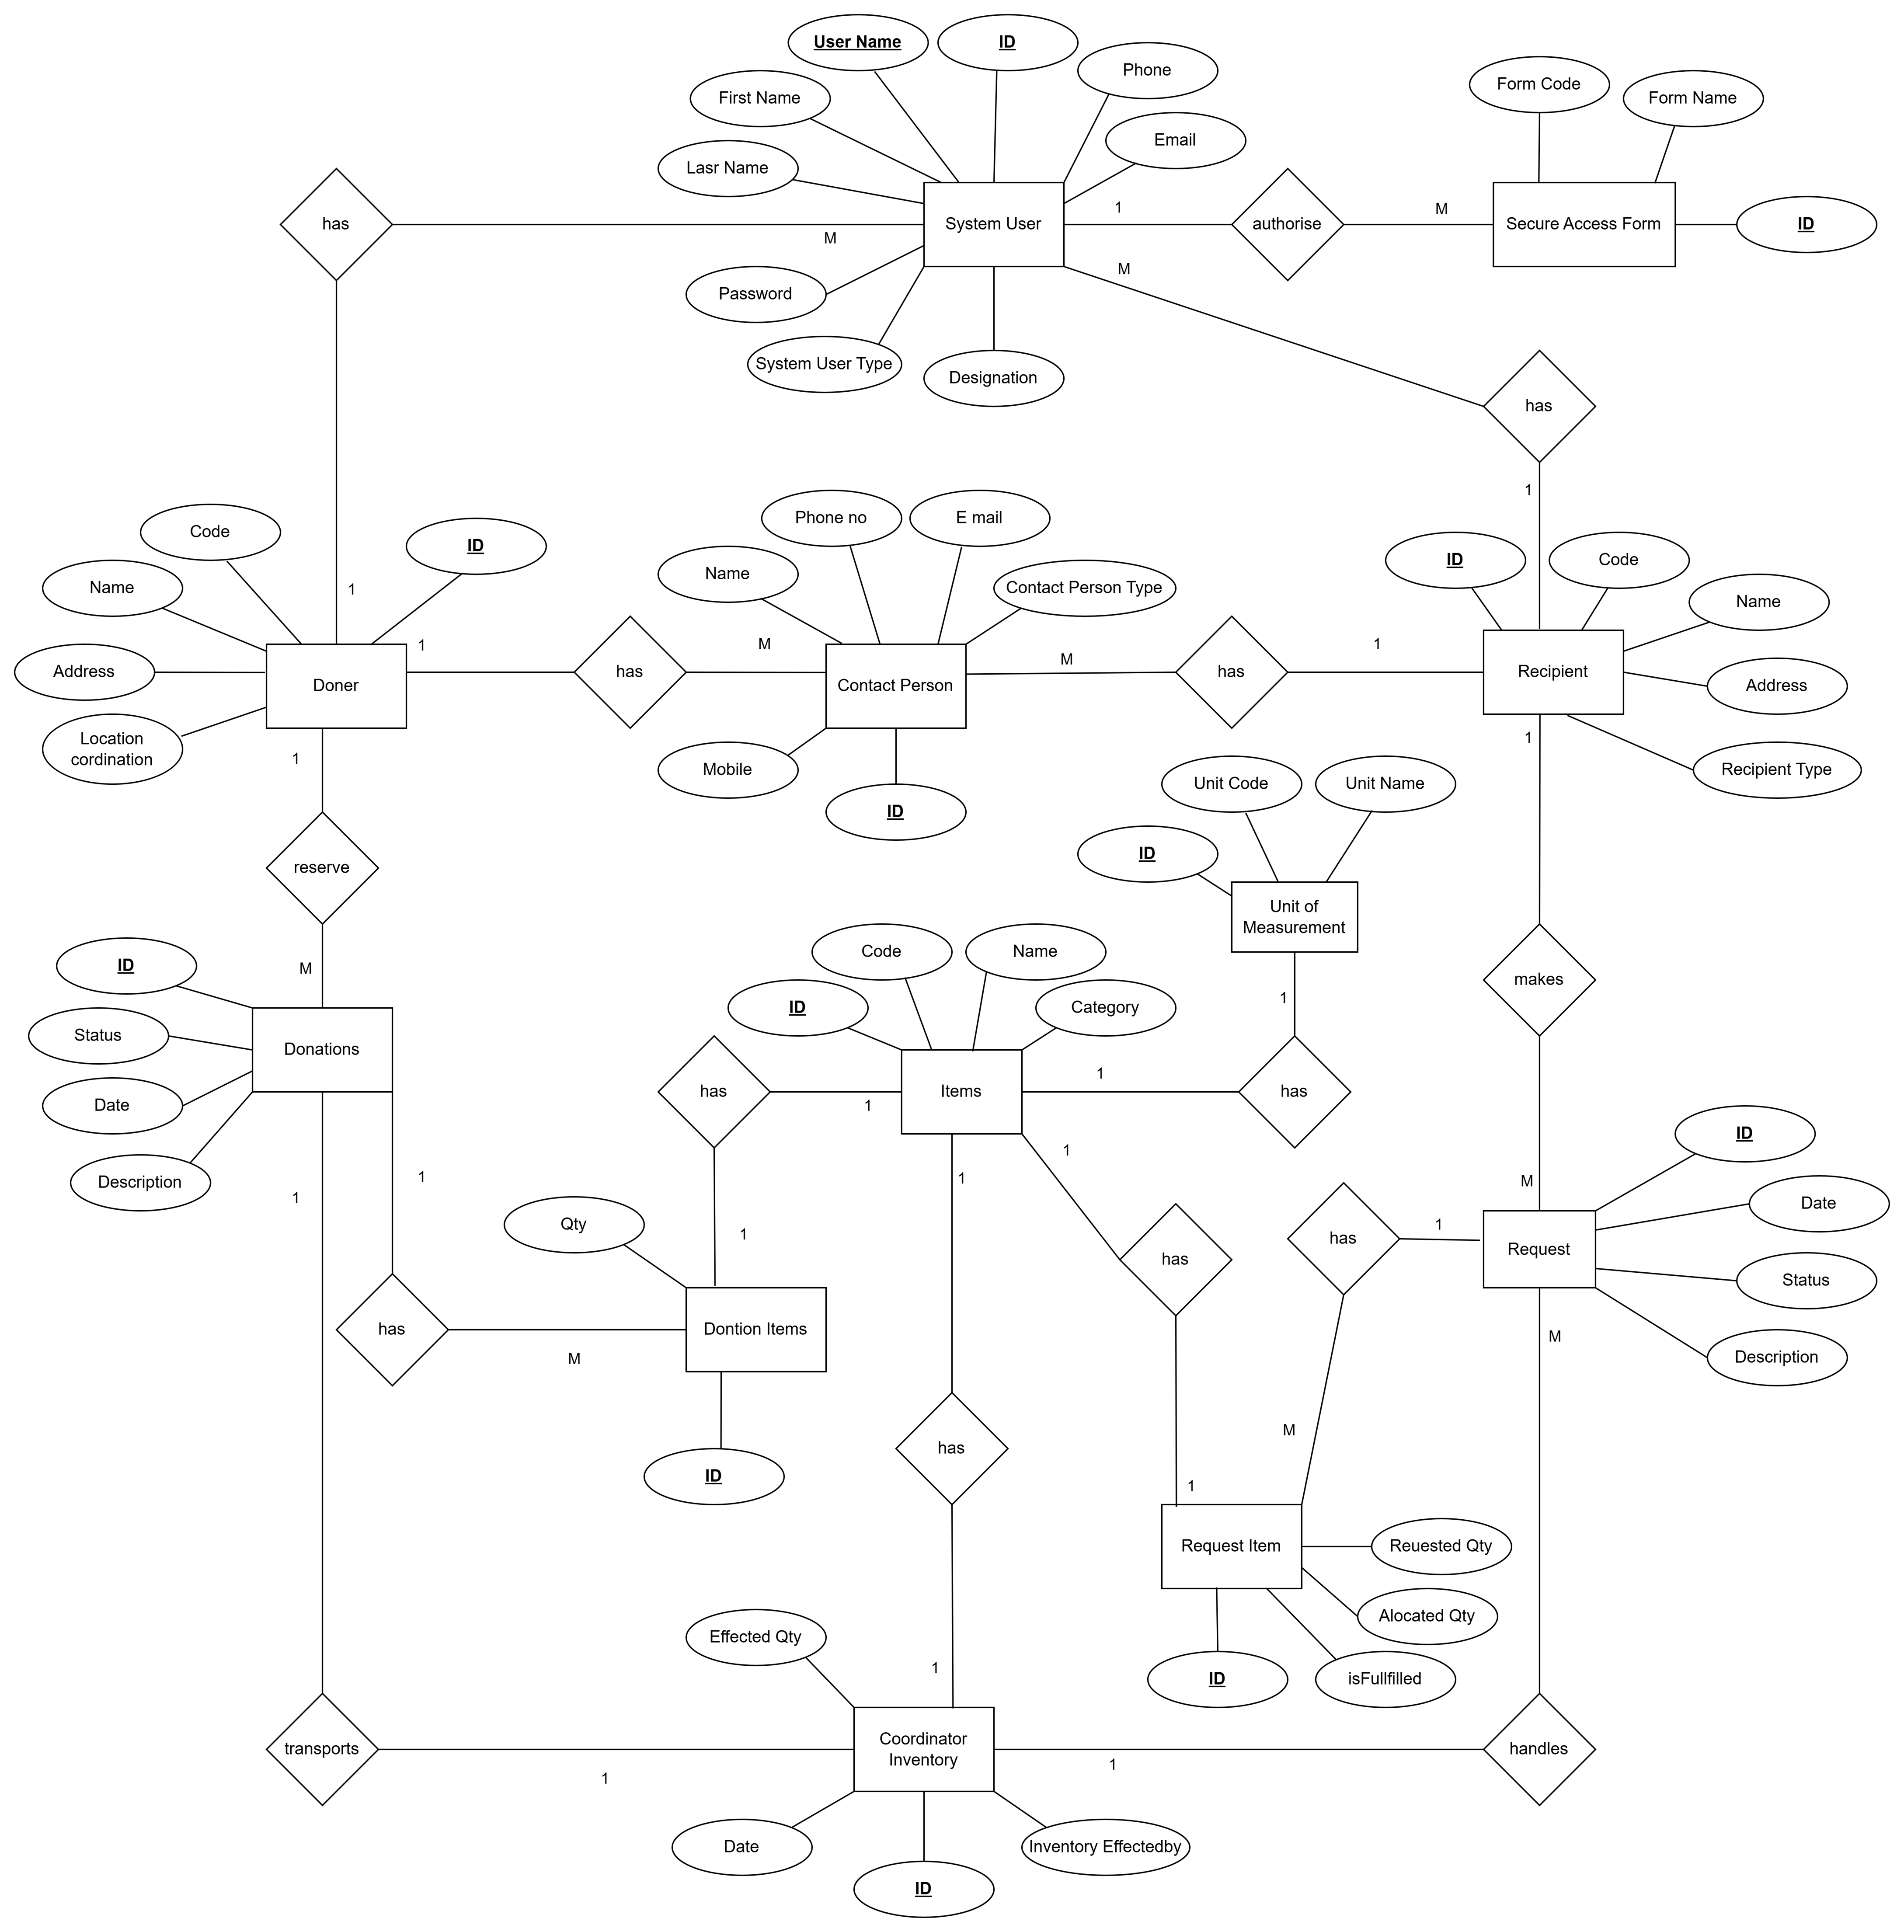 User Name
ID
Phone
First Name
Form Code
Form Name
Email
Lasr Name
has
M
System User
1
authorise
M
Secure Access Form
ID
Password
M
System User Type
Designation
has
1
Code
ID
Name
Phone no
E mail
Name
Contact Person Type
ID
Code
Name
1
Address
Doner
1
has
M
Contact Person
M
has
1
Recipient
Address
Location
cordination
1
Mobile
ID
1
Recipient Type
Unit Code
Unit Name
reserve
ID
Unit of
Measurement
M
ID
Code
Name
1
makes
Status
Donations
ID
Category
Date
has
1
Items
1
has
Description
1
1
1
1
1
M
ID
Qty
has
has
1
Request
Date
Status
has
M
Dontion Items
M
Description
ID
has
M
1
Request Item
Reuested Qty
Alocated Qty
Effected Qty
1
ID
isFullfilled
transports
1
Coordinator
Inventory
1
handles
Date
ID
Inventory Effectedby